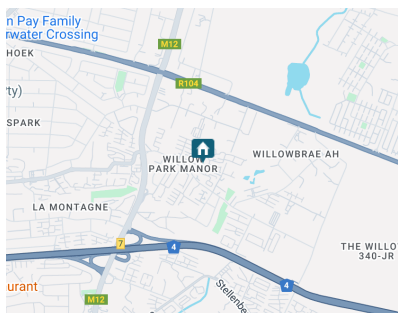 n Pay Family
rwater Crossing
HOEK
M12
R104
ty)
SPARK
WILLOW
PARK MANOR
WILLOWBRAE AH
LA MONTAGNE
7
4
THE WILLO
340-JR
4
urant
M12
Stellenbe